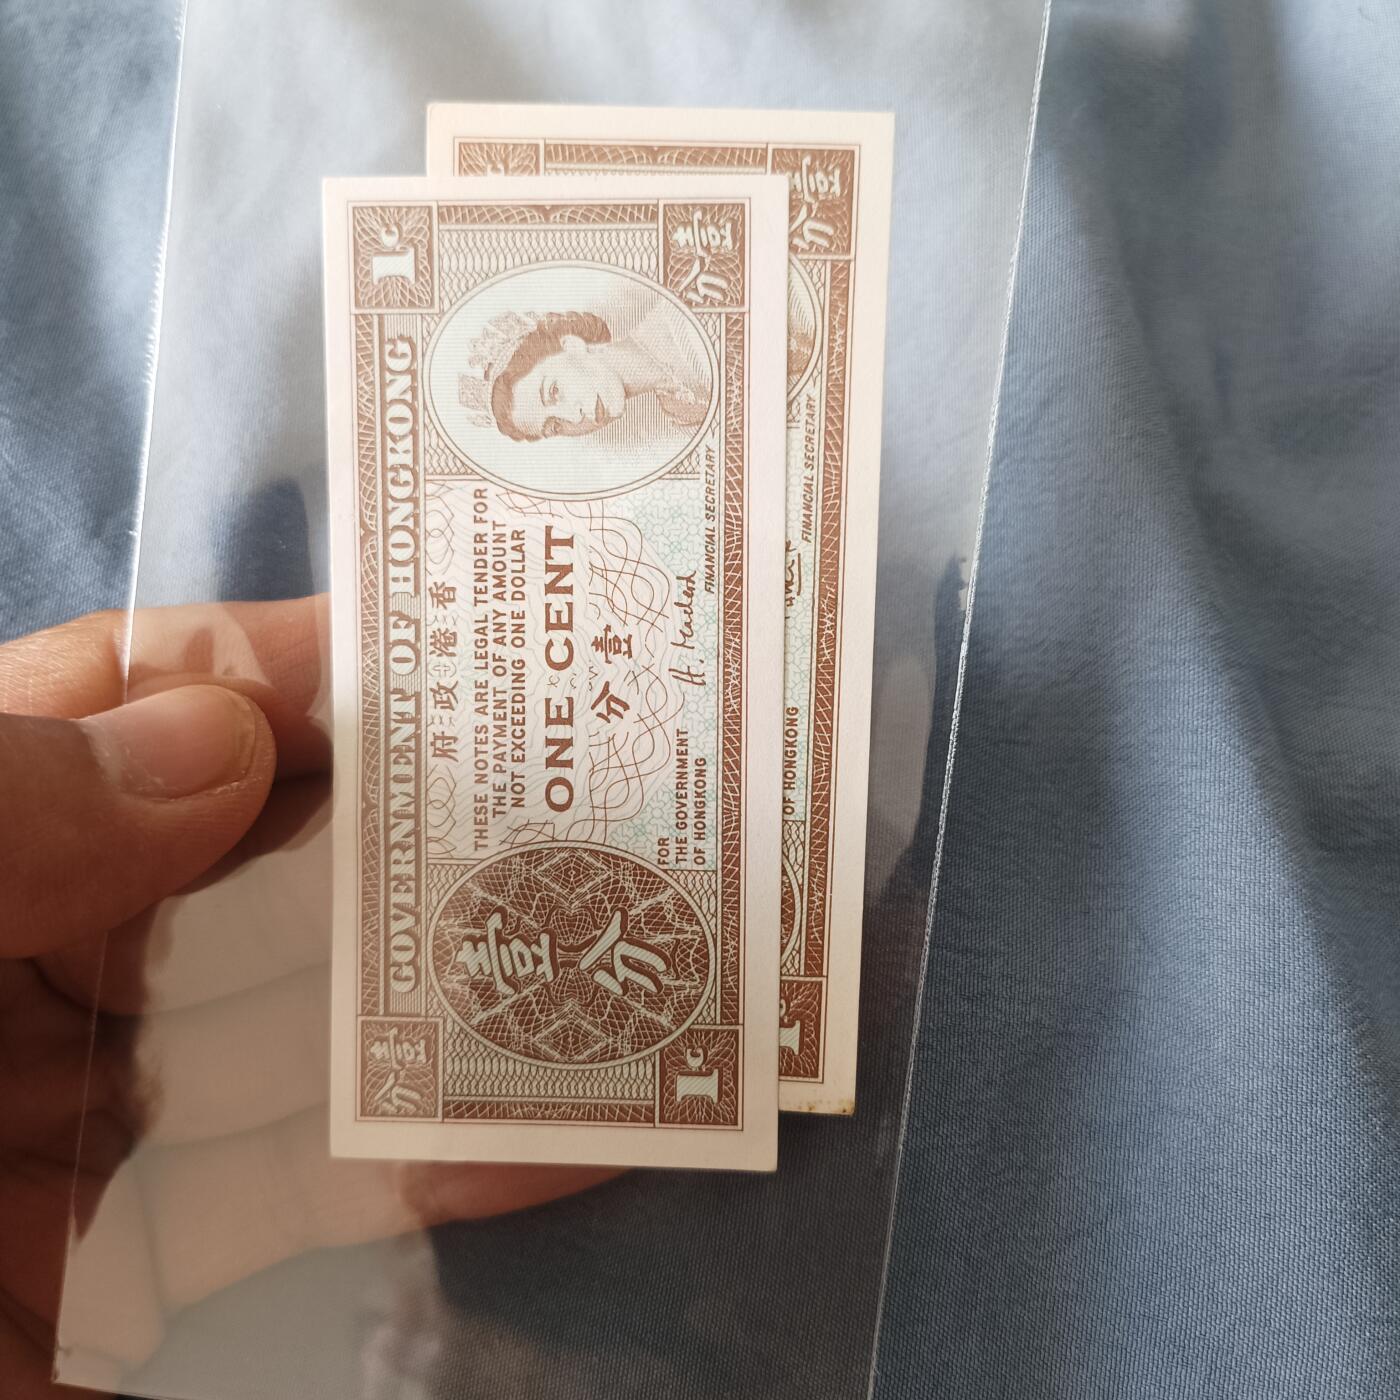 GOVERNMENT OF HONGKONG
香港政府
THESE NOTES ARE LEGAL TENDER FOR
THE PAYMENT OF ANY AMOUNT
NOT EXCEEDING ONE DOLLAR
ONE CENT
壹分
FOR
THE GOVERNMENT
OF HONGKONG
FINANCIAL SECRETARY
1c
壹分
壹分
壹分
1c
壹分
FINANCIAL SECRETARY
OF HONGKONG